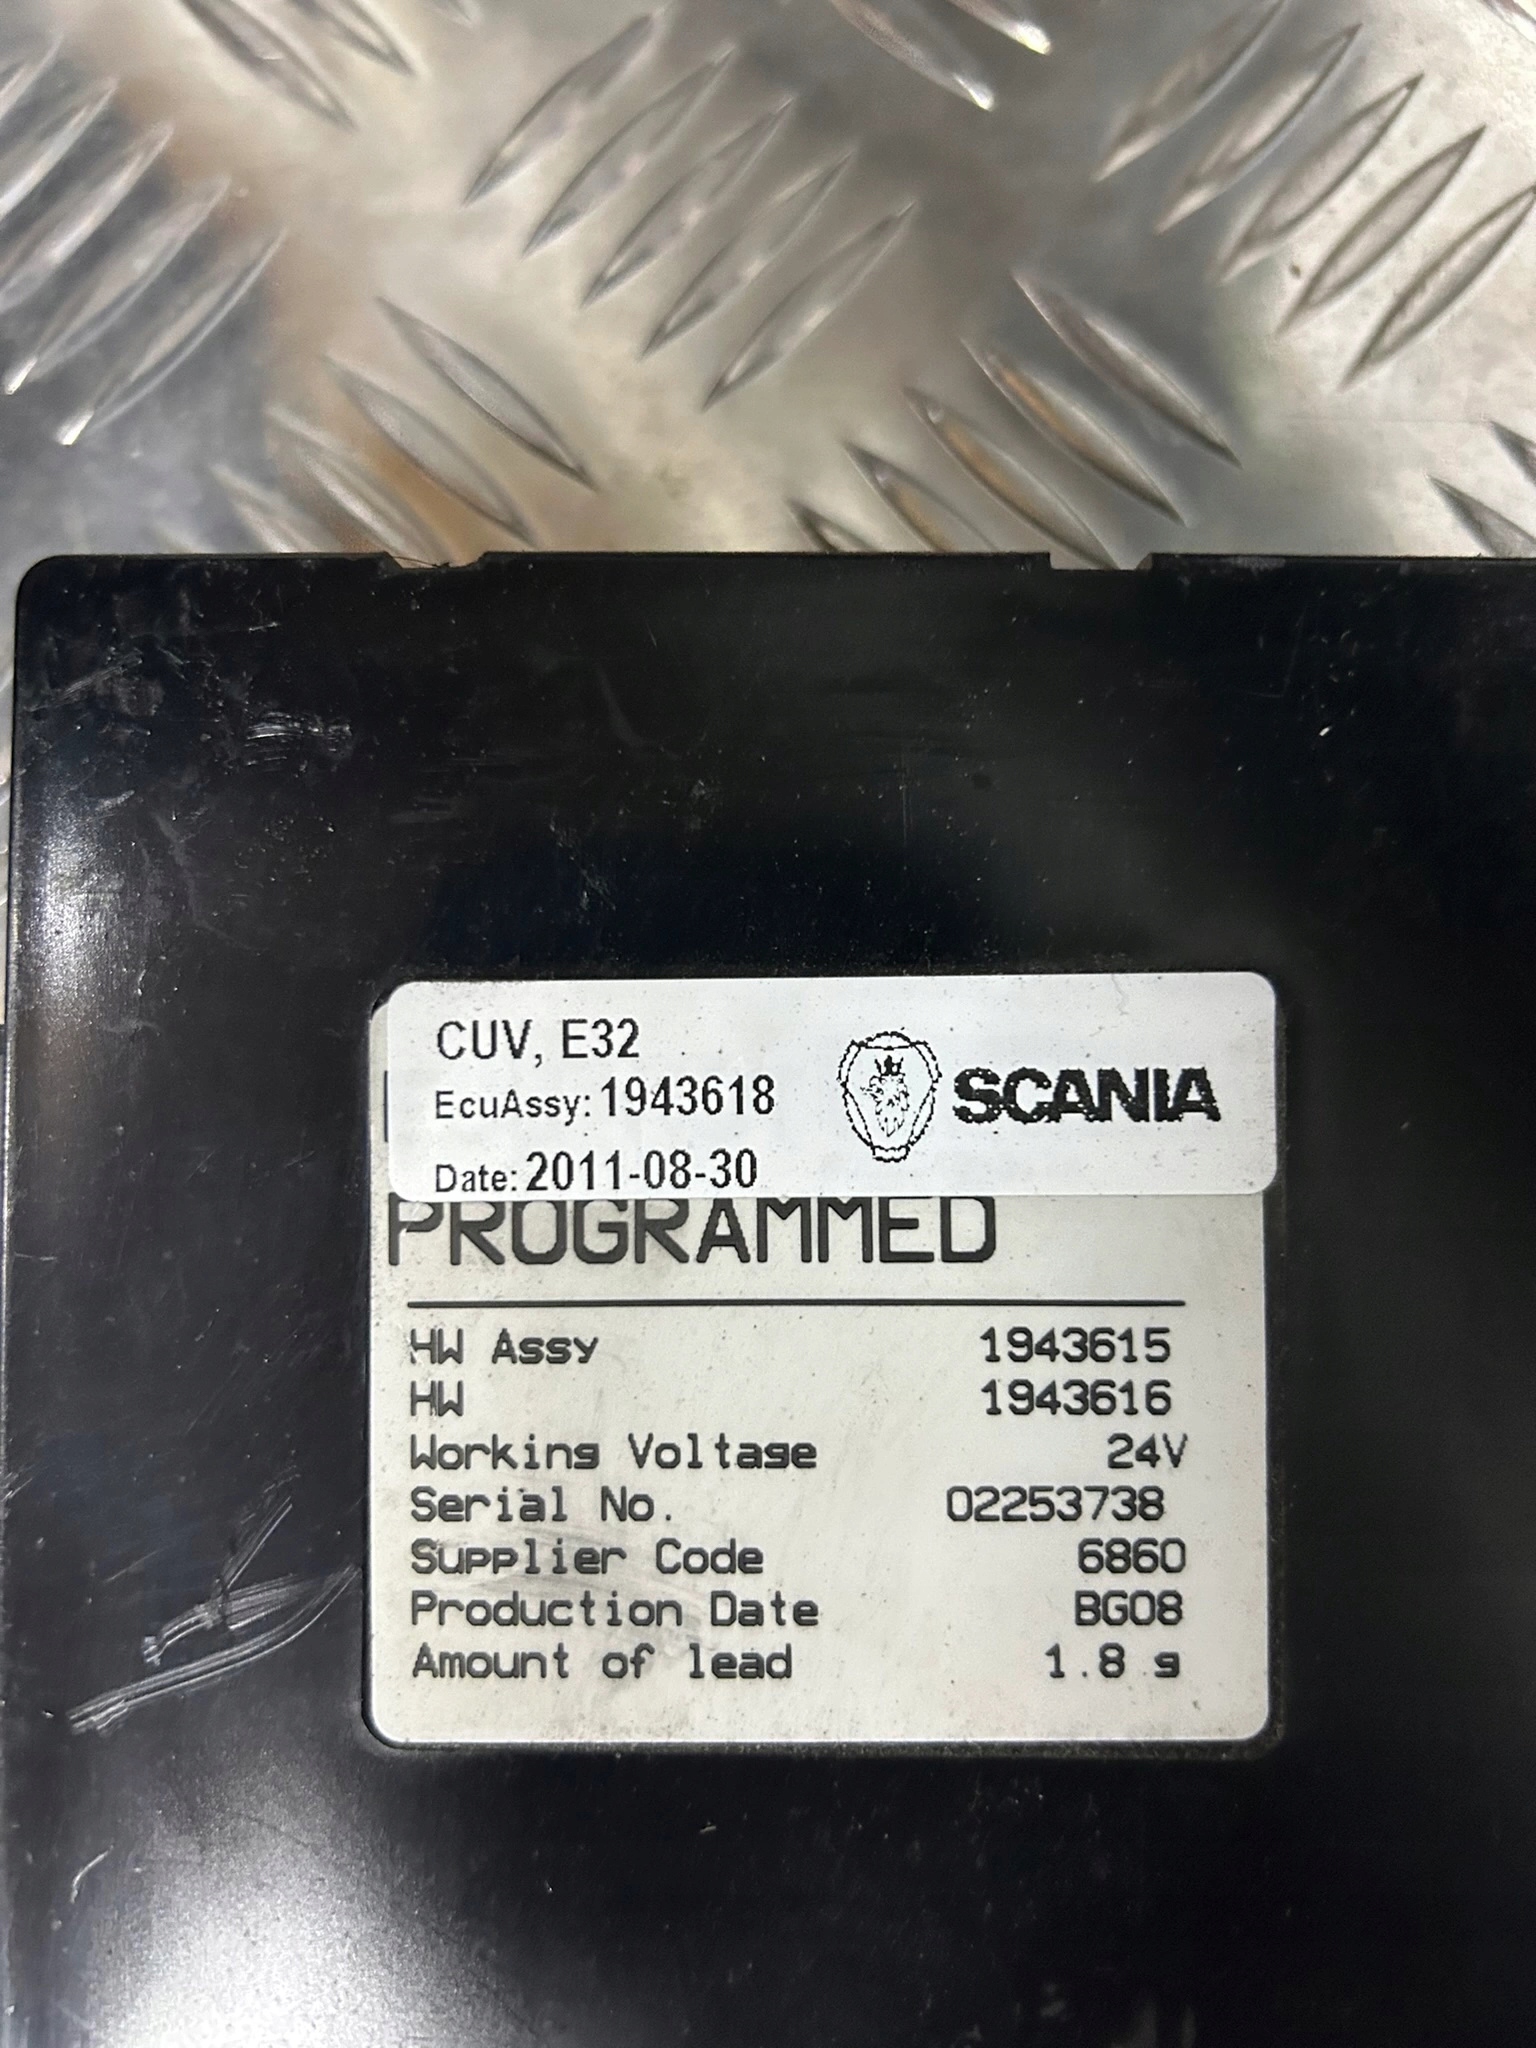 CUV, E32
EcuAssy: 1943618
SCANIA
Date: 2011-08-30
PROGRAMMED
HW Assy 1943615
HW 1943616
Working Voltage 24V
Serial No. 02253738
Supplier Code 6860
Production Date BG08
Amount of lead 1.8 g